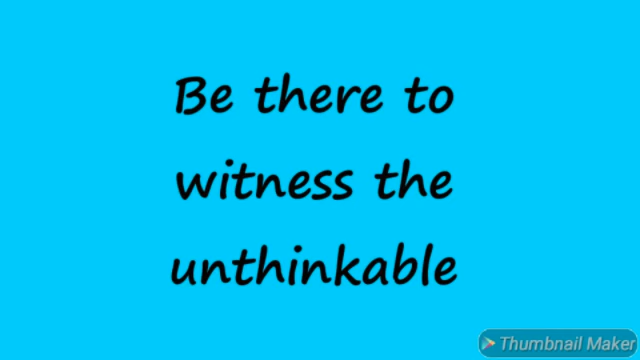 Be there to
witness the
unthinkable
Thumbnail Maker